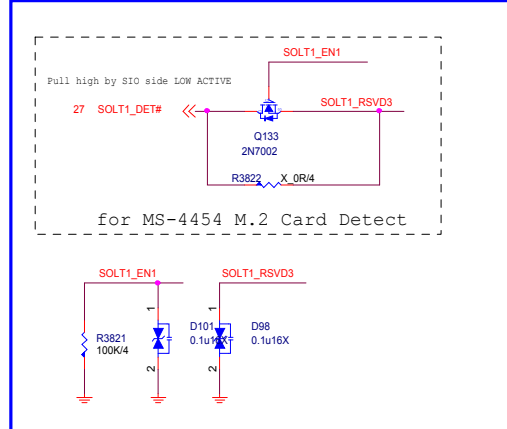 SOLT1_EN1
Pull high by SIO side LOW ACTIVE
27 SOLT1_DET#
SOLT1_RSVD3
Q133
2N7002
R3822 X_0R/4
for MS-4454 M.2 Card Detect
SOLT1_EN1
SOLT1_RSVD3
1
1
R3821
100K/4
D101
0.1u16X
D98
0.1u16X
2
2